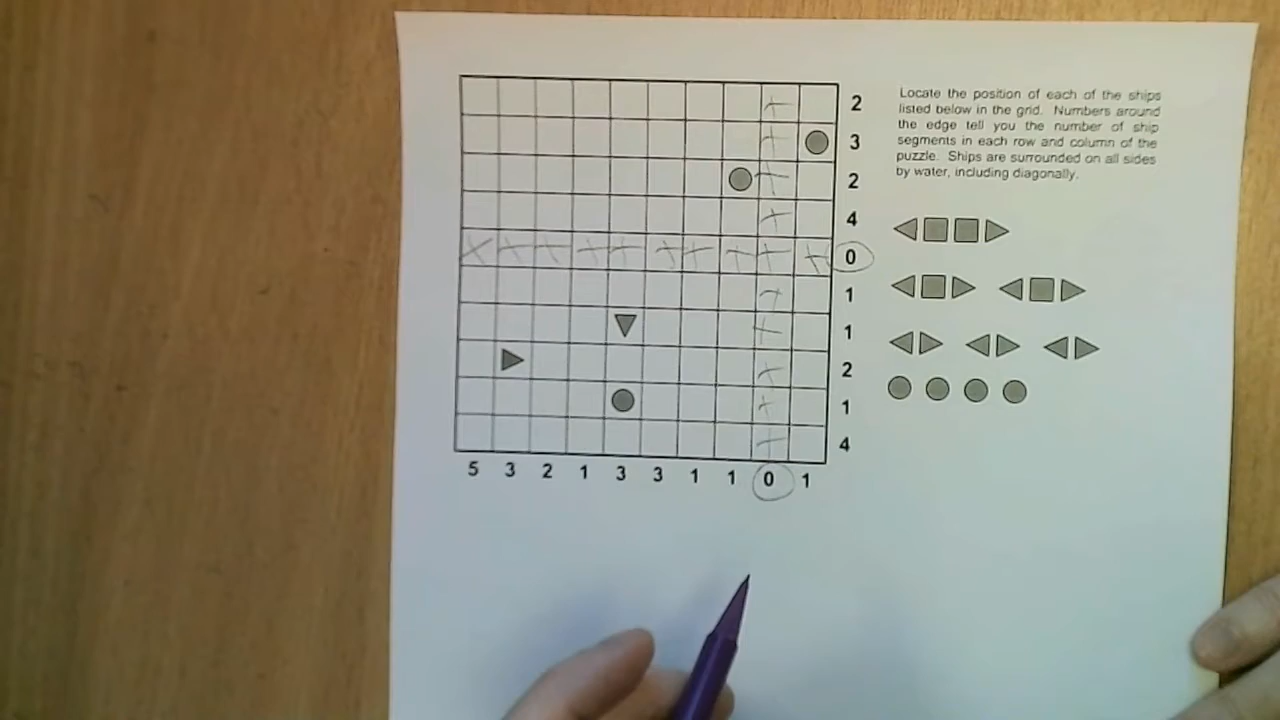 Locate the position of each of the ships
listed below in the grid. Numbers around
the edge tell you the number of ship
segments in each row and column of the
puzzle. Ships are surrounded on all sides
by water, including diagonally.
2
3
2
4
0
1
1
2
1
4
5 3 2 1 3 3 1 1 0 1